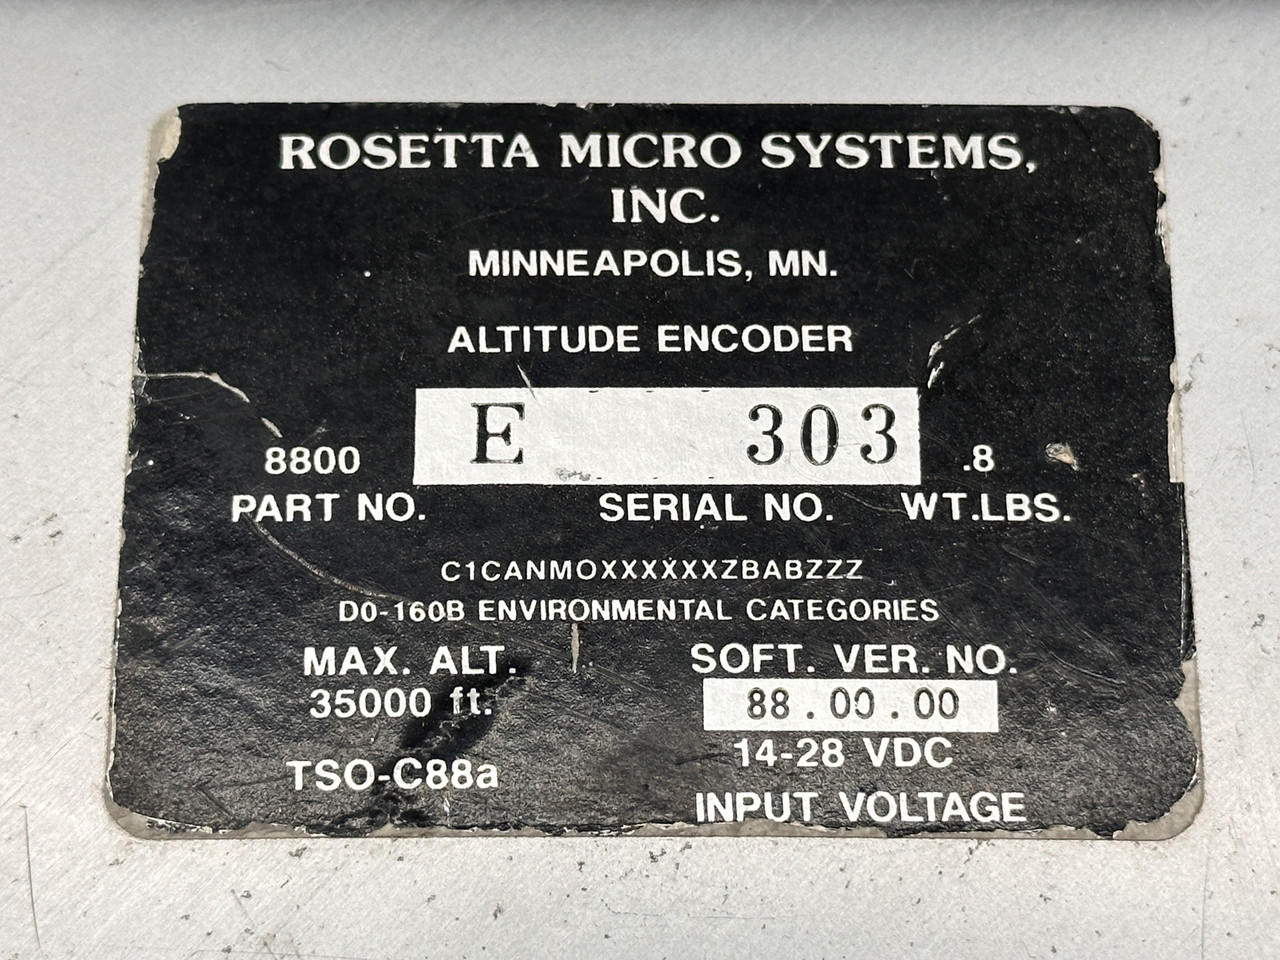 ROSETTA MICRO SYSTEMS,
INC.
MINNEAPOLIS, MN.
ALTITUDE ENCODER
8800 E 303 .8
PART NO. SERIAL NO. WT.LBS.
C1CANMOXXXXXXZBABZZZ
D0-160B ENVIRONMENTAL CATEGORIES
MAX. ALT. SOFT. VER. NO.
35000 ft. 88.00.00
TSO-C88a 14-28 VDC
INPUT VOLTAGE